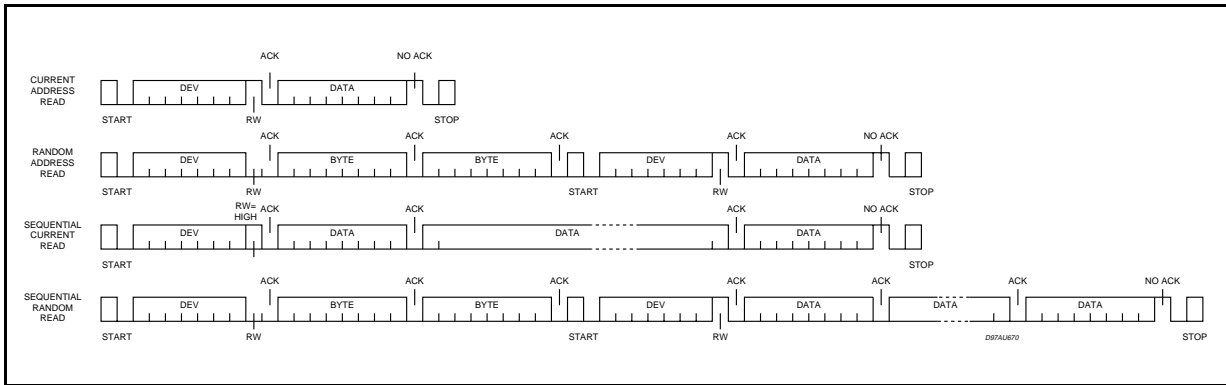 ACK NO ACK
CURRENT
ADDRESS
READ
DEV DATA
START RW STOP
ACK ACK ACK ACK NO ACK
RANDOM
ADDRESS
READ
DEV BYTE BYTE DEV DATA
START RW START RW STOP
RW=
HIGH
ACK ACK ACK NO ACK
SEQUENTIAL
CURRENT
READ
DEV DATA DATA DATA
START STOP
ACK ACK ACK ACK ACK ACK NO ACK
SEQUENTIAL
RANDOM
READ
DEV BYTE BYTE DEV DATA DATA DATA
START RW START RW D97AU670 STOP